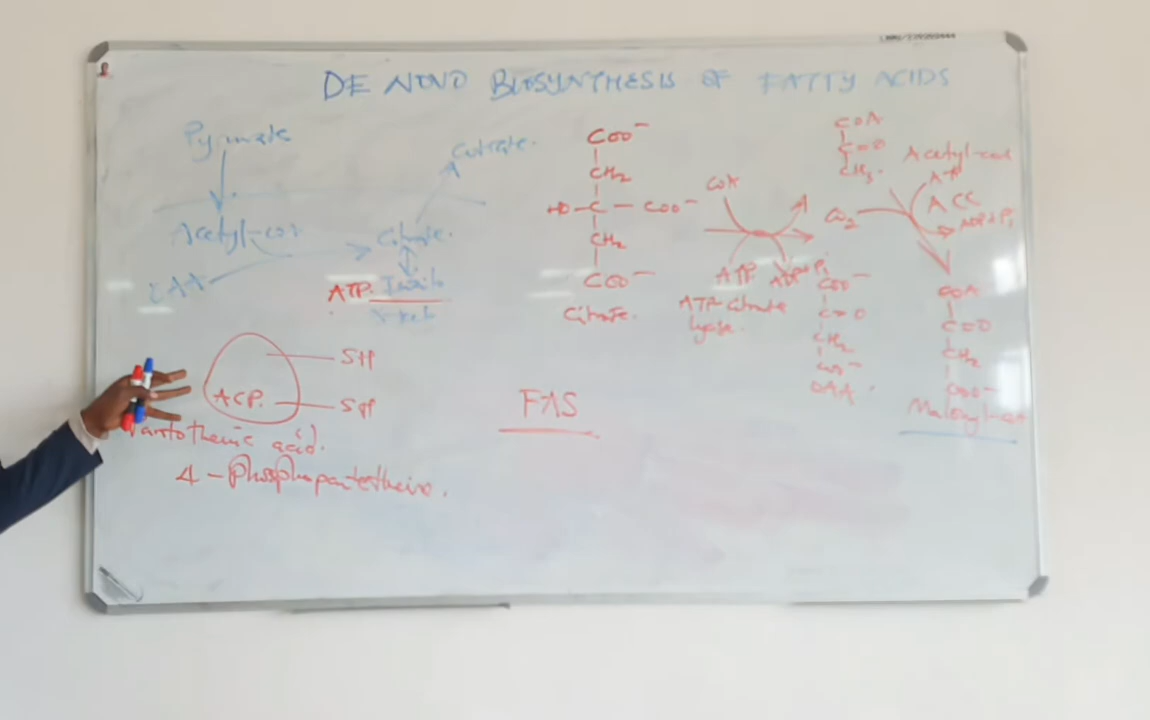 DE NOVO BIOSYNTHESIS OF FATTY ACIDS
Pyruvate
Acetyl-CoA
OAA
Citrate.
Citrate.
ATP.
COO⁻
CH₂
HO-C-COO⁻
CH₂
COO⁻
Citrate.
CoA
ATP ADP+Pi
ATP-Citrate
lyase.
COO⁻
C=O
CH₂
COO⁻
OAA.
CoA
C=O
CH₃.
Acetyl-CoA
ATP
CO₂
ACC
ADP+Pi
CoA
C=O
CH₂
COO⁻
Malonyl-CoA
SH
ACP. SH
Pantothenic acid.
4-Phosphopantetheine.
FAS